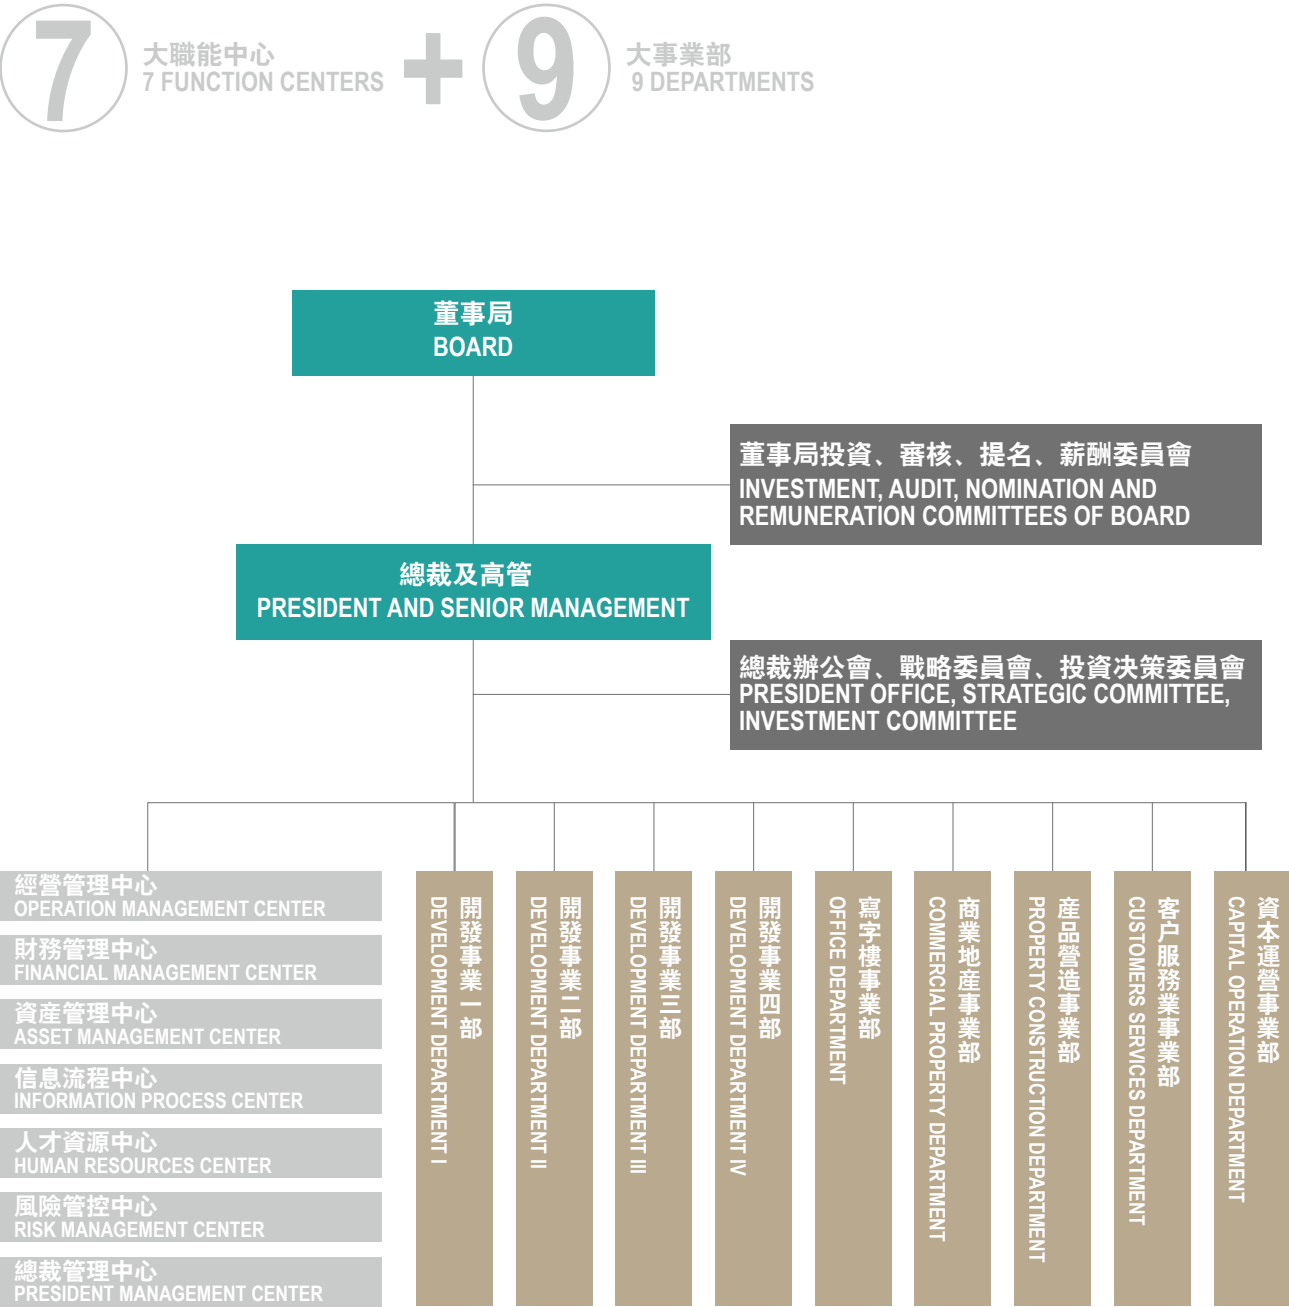 7
大職能中心
7 FUNCTION CENTERS
+
9
大事業部
9 DEPARTMENTS
董事局
BOARD
董事局投資、審核、提名、薪酬委員會
INVESTMENT, AUDIT, NOMINATION AND
REMUNERATION COMMITTEES OF BOARD
總裁及高管
PRESIDENT AND SENIOR MANAGEMENT
總裁辦公會、戰略委員會、投資决策委員會
PRESIDENT OFFICE, STRATEGIC COMMITTEE,
INVESTMENT COMMITTEE
經營管理中心
OPERATION MANAGEMENT CENTER
財務管理中心
FINANCIAL MANAGEMENT CENTER
資産管理中心
ASSET MANAGEMENT CENTER
信息流程中心
INFORMATION PROCESS CENTER
人才資源中心
HUMAN RESOURCES CENTER
風險管控中心
RISK MANAGEMENT CENTER
總裁管理中心
PRESIDENT MANAGEMENT CENTER
開發事業一部
DEVELOPMENT DEPARTMENT I
開發事業二部
DEVELOPMENT DEPARTMENT II
開發事業三部
DEVELOPMENT DEPARTMENT III
開發事業四部
DEVELOPMENT DEPARTMENT IV
寫字樓事業部
OFFICE DEPARTMENT
商業地産事業部
COMMERCIAL PROPERTY DEPARTMENT
産品營造事業部
PROPERTY CONSTRUCTION DEPARTMENT
客户服務業事業部
CUSTOMERS SERVICES DEPARTMENT
資本運營事業部
CAPITAL OPERATION DEPARTMENT